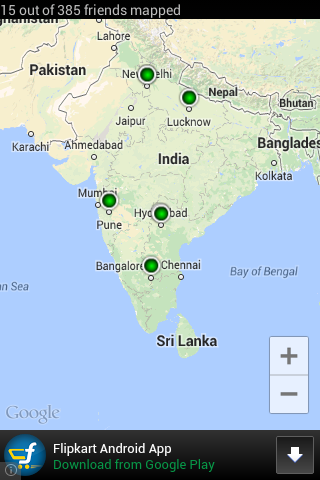 15 out of 385 friends mapped
Afghanistan
Lahore
Pakistan
New Delhi
Nepal
Bhutan
Jaipur
Lucknow
Karachi
Ahmedabad
India
Bangladesh
Kolkata
Mumbai
Hyderabad
Pune
Bangalore
Chennai
Bay of Bengal
an Sea
Sri Lanka
+
−
Google
Flipkart Android App
Download from Google Play